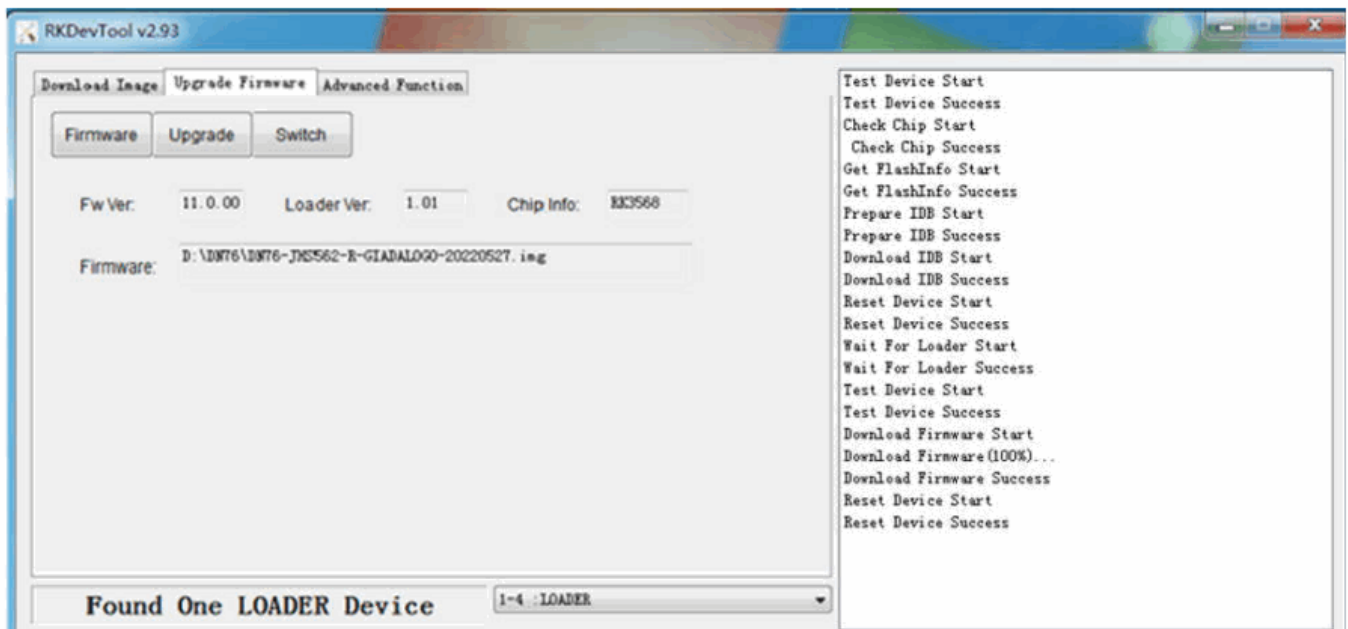 RKDevTool v2.93
Download Image Upgrade Firmware Advanced Function
Firmware Upgrade Switch
Fw Ver: 11.0.00 Loader Ver: 1.01 Chip Info: RK3568
Firmware: D:\DN76\DN76-JHS562-R-GIADALOGO-20220527.img
Found One LOADER Device
1-4 :LOADER
Test Device Start
Test Device Success
Check Chip Start
Check Chip Success
Get FlashInfo Start
Get FlashInfo Success
Prepare IDB Start
Prepare IDB Success
Download IDB Start
Download IDB Success
Reset Device Start
Reset Device Success
Wait For Loader Start
Wait For Loader Success
Test Device Start
Test Device Success
Download Firmware Start
Download Firmware(100%)...
Download Firmware Success
Reset Device Start
Reset Device Success